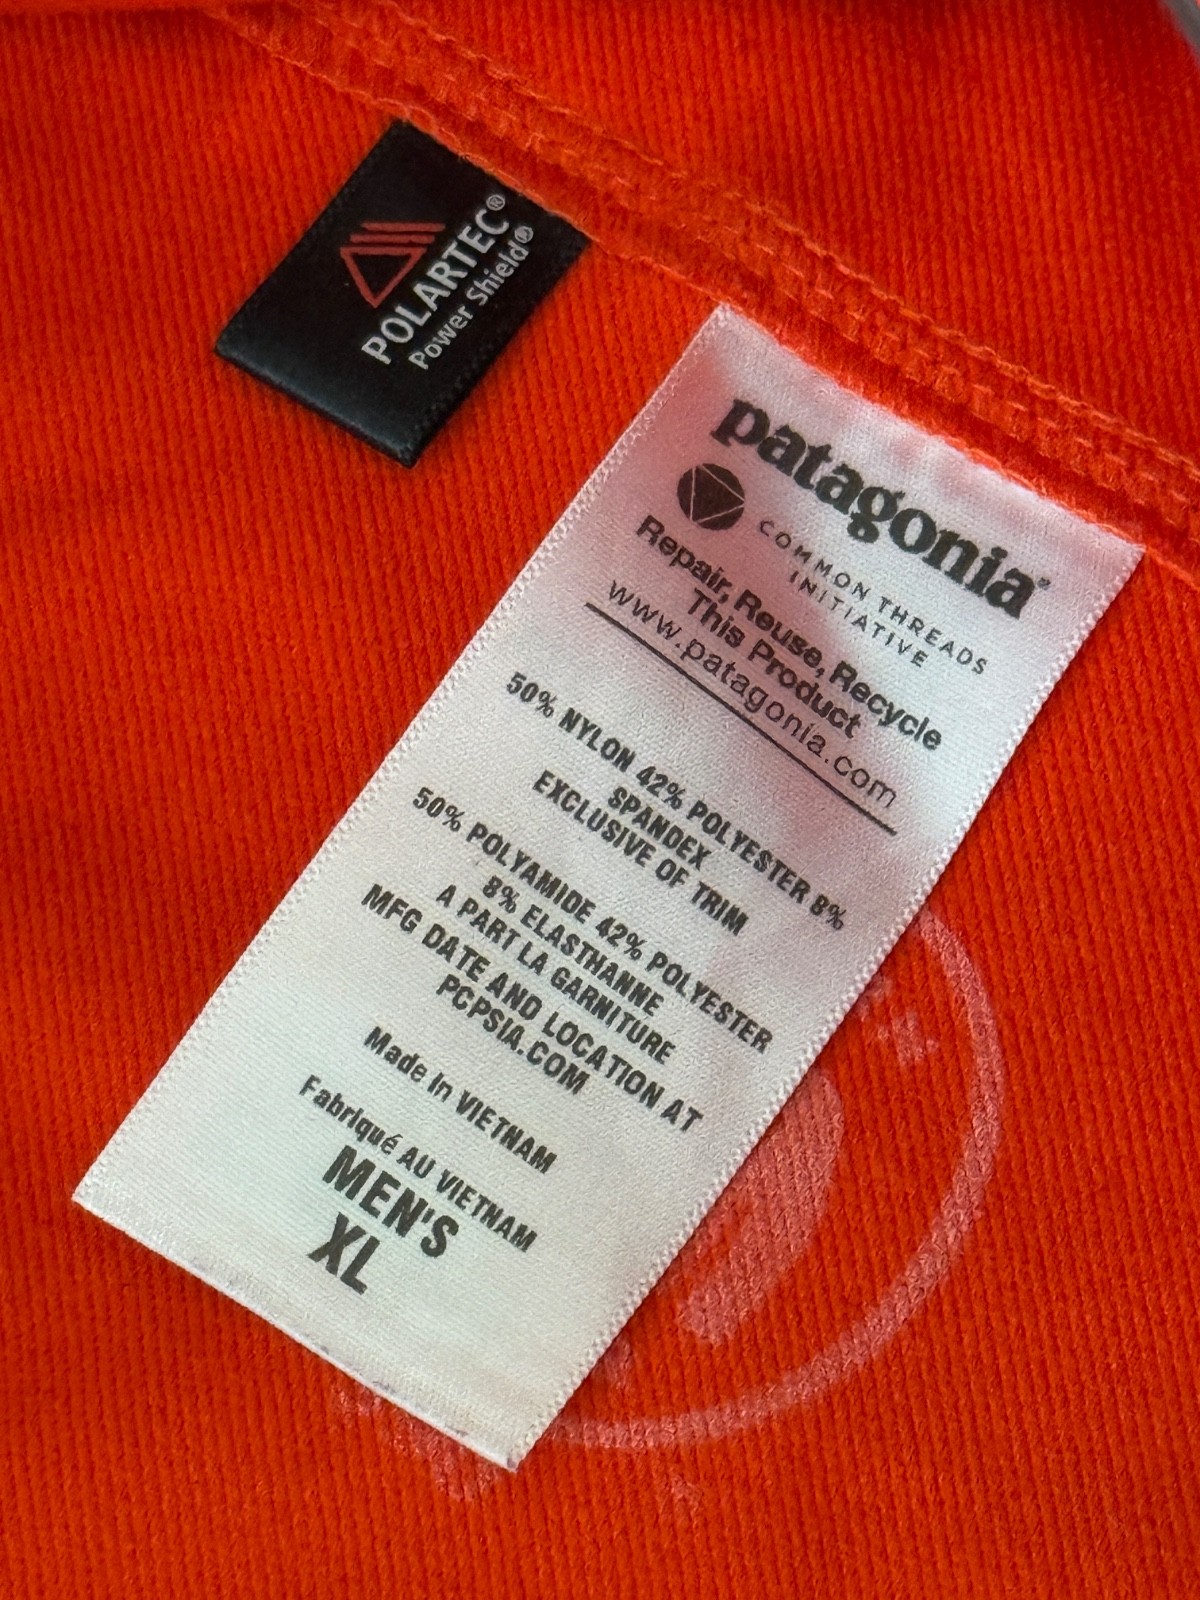 POLARTEC®
Power Shield®
patagonia®
COMMON THREADS
INITIATIVE
Repair, Reuse, Recycle
This Product
www.patagonia.com
50% NYLON 42% POLYESTER 8%
SPANDEX
EXCLUSIVE OF TRIM
50% POLYAMIDE 42% POLYESTER
8% ELASTHANNE
A PART LA GARNITURE
MFG DATE AND LOCATION AT
PCPSIA.COM
Made in VIETNAM
Fabriqué AU VIETNAM
MEN'S
XL